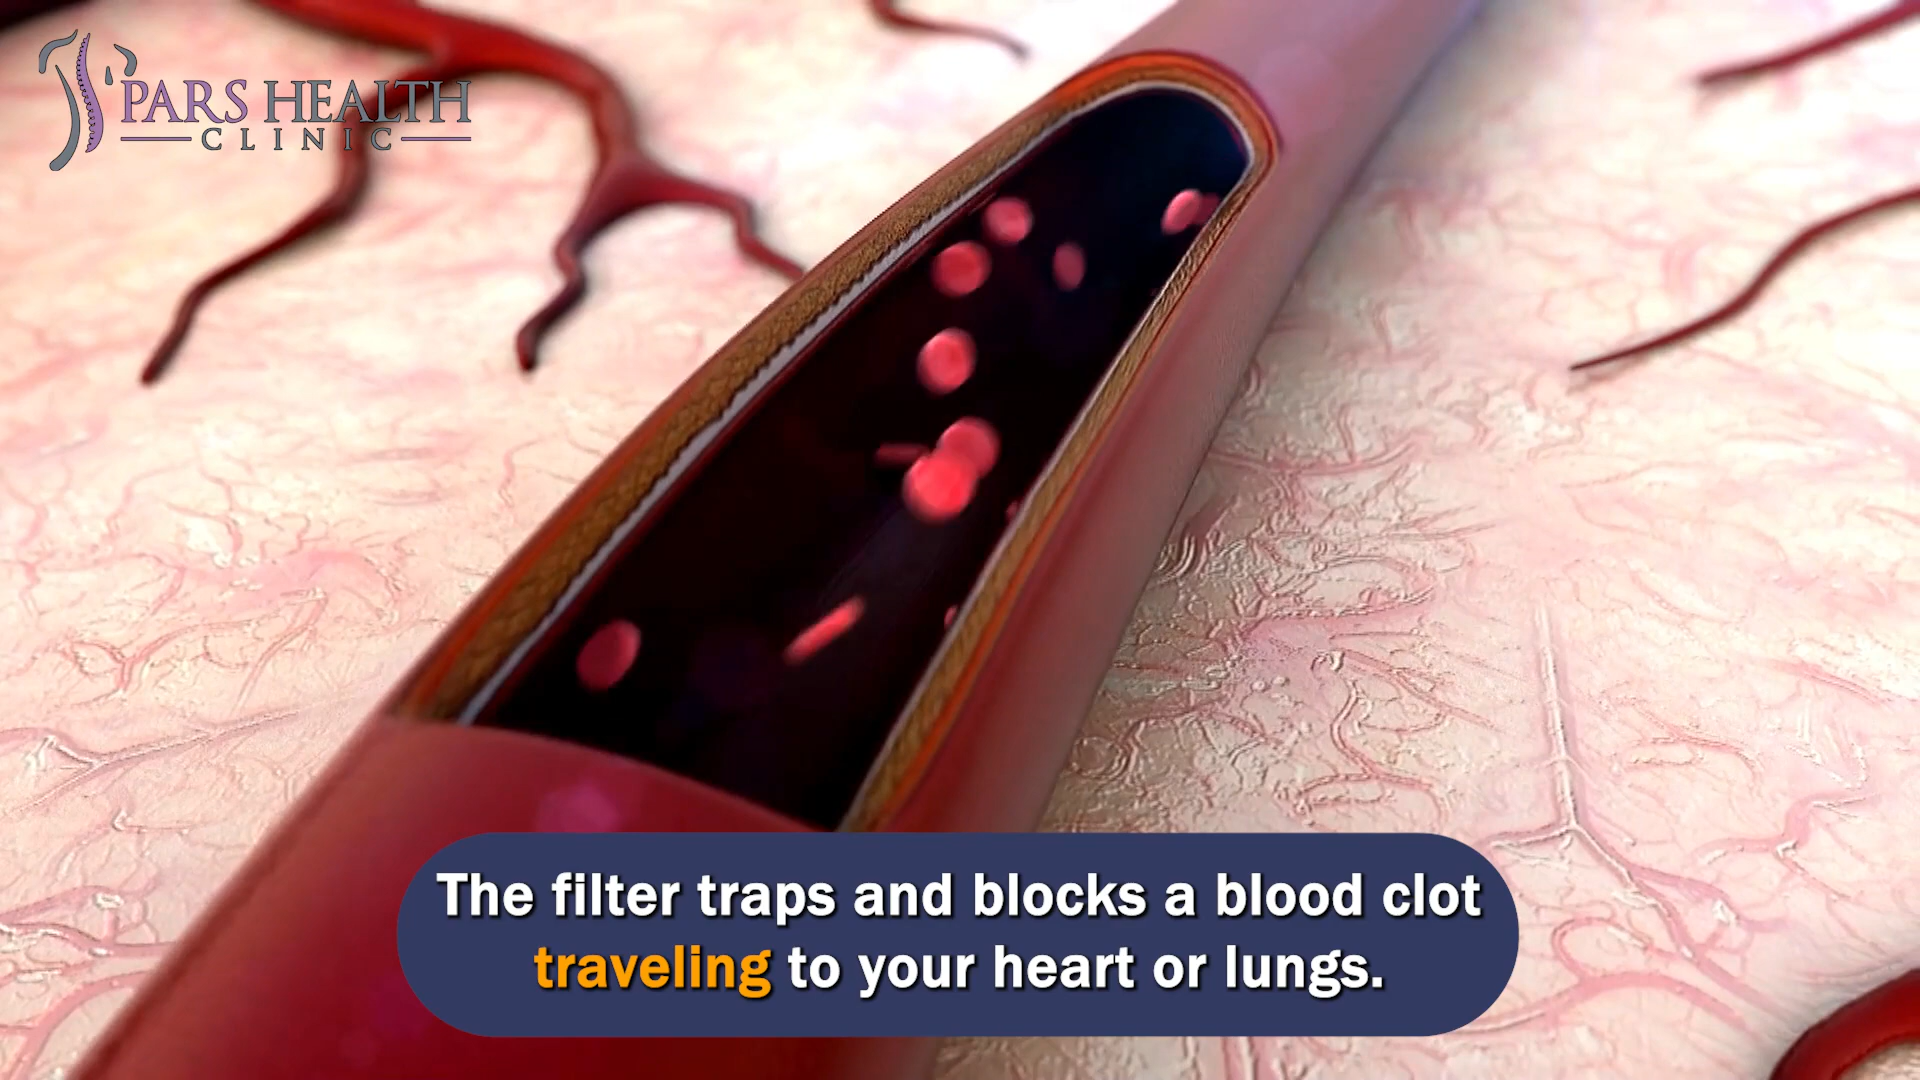 PARS HEALTH
CLINIC
The filter traps and blocks a blood clot
traveling to your heart or lungs.